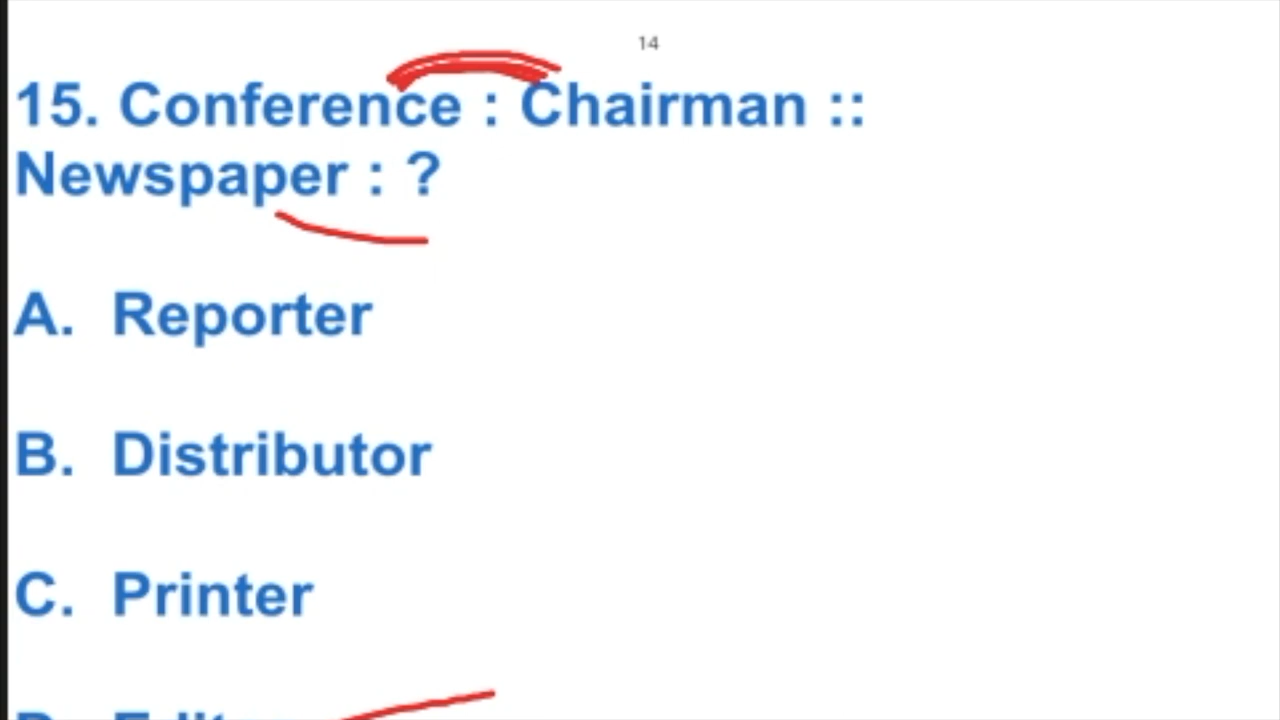 14
15. Conference : Chairman ::
Newspaper : ?
A. Reporter
B. Distributor
C. Printer